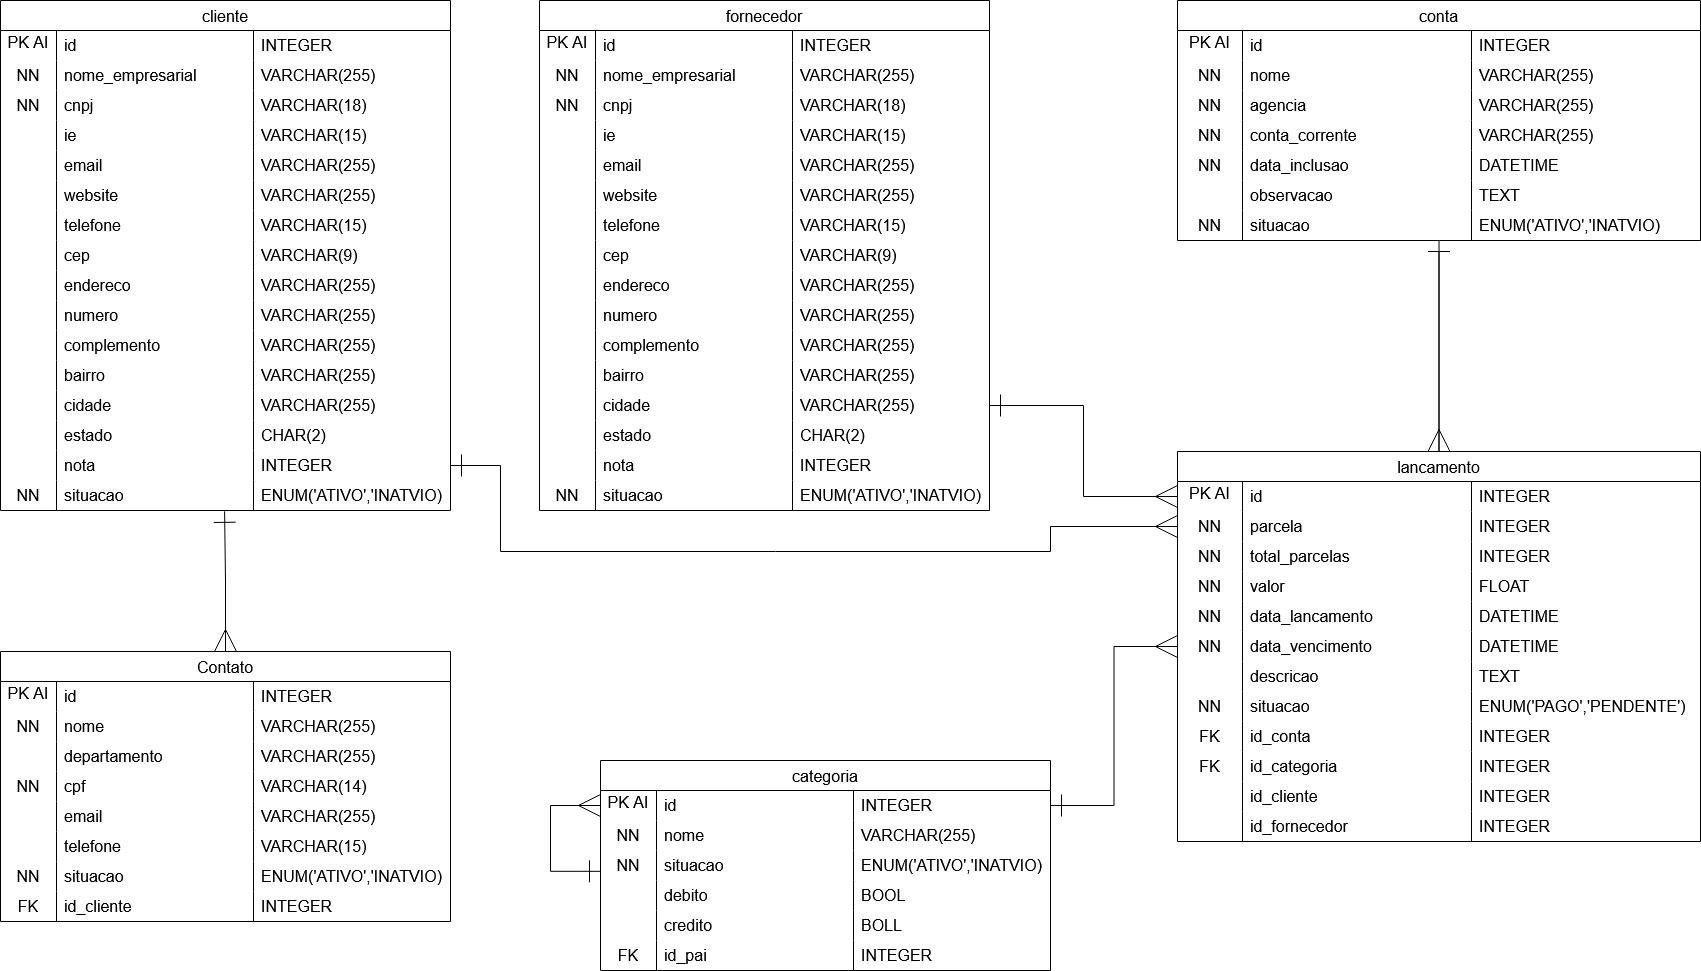 cliente
PK AI id INTEGER
NN nome_empresarial VARCHAR(255)
NN cnpj VARCHAR(18)
ie VARCHAR(15)
email VARCHAR(255)
website VARCHAR(255)
telefone VARCHAR(15)
cep VARCHAR(9)
endereco VARCHAR(255)
numero VARCHAR(255)
complemento VARCHAR(255)
bairro VARCHAR(255)
cidade VARCHAR(255)
estado CHAR(2)
nota INTEGER
NN situacao ENUM('ATIVO','INATVIO)
fornecedor
PK AI id INTEGER
NN nome_empresarial VARCHAR(255)
NN cnpj VARCHAR(18)
ie VARCHAR(15)
email VARCHAR(255)
website VARCHAR(255)
telefone VARCHAR(15)
cep VARCHAR(9)
endereco VARCHAR(255)
numero VARCHAR(255)
complemento VARCHAR(255)
bairro VARCHAR(255)
cidade VARCHAR(255)
estado CHAR(2)
nota INTEGER
NN situacao ENUM('ATIVO','INATVIO)
conta
PK AI id INTEGER
NN nome VARCHAR(255)
NN agencia VARCHAR(255)
NN conta_corrente VARCHAR(255)
NN data_inclusao DATETIME
observacao TEXT
NN situacao ENUM('ATIVO','INATVIO)
lancamento
PK AI id INTEGER
NN parcela INTEGER
NN total_parcelas INTEGER
NN valor FLOAT
NN data_lancamento DATETIME
NN data_vencimento DATETIME
descricao TEXT
NN situacao ENUM('PAGO','PENDENTE')
FK id_conta INTEGER
FK id_categoria INTEGER
id_cliente INTEGER
id_fornecedor INTEGER
Contato
PK AI id INTEGER
NN nome VARCHAR(255)
departamento VARCHAR(255)
NN cpf VARCHAR(14)
email VARCHAR(255)
telefone VARCHAR(15)
NN situacao ENUM('ATIVO','INATVIO)
FK id_cliente INTEGER
categoria
PK AI id INTEGER
NN nome VARCHAR(255)
NN situacao ENUM('ATIVO','INATVIO)
debito BOOL
credito BOLL
FK id_pai INTEGER